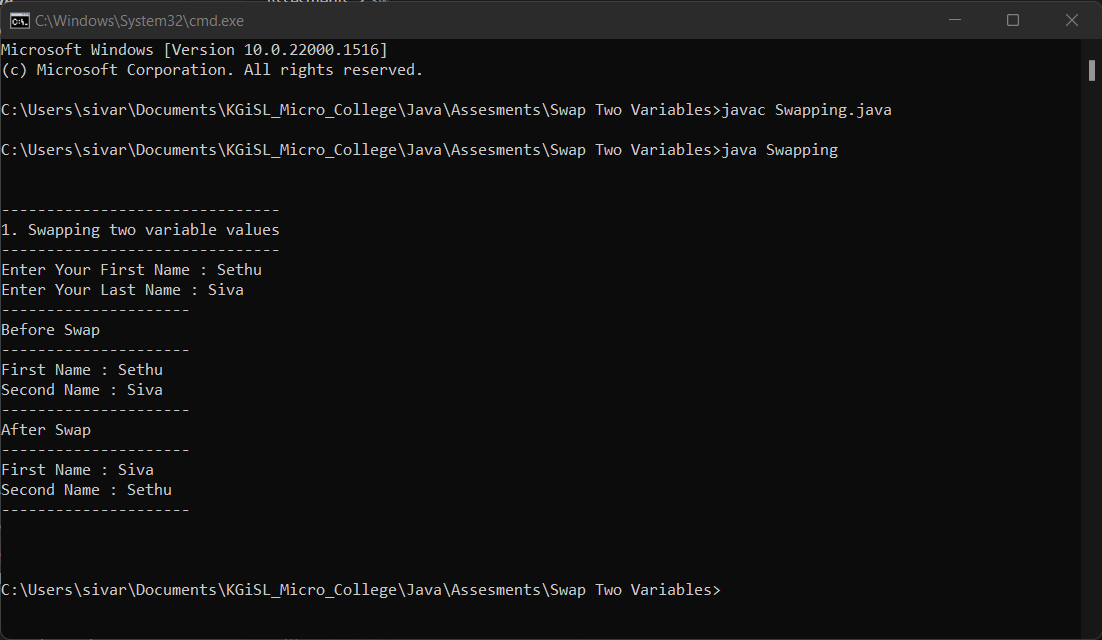 C:\Windows\System32\cmd.exe
Microsoft Windows [Version 10.0.22000.1516]
(c) Microsoft Corporation. All rights reserved.
C:\Users\sivar\Documents\KGiSL_Micro_College\Java\Assesments\Swap Two Variables>javac Swapping.java
C:\Users\sivar\Documents\KGiSL_Micro_College\Java\Assesments\Swap Two Variables>java Swapping
-------------------------------
1. Swapping two variable values
-------------------------------
Enter Your First Name : Sethu
Enter Your Last Name : Siva
---------------------
Before Swap
---------------------
First Name : Sethu
Second Name : Siva
---------------------
After Swap
---------------------
First Name : Siva
Second Name : Sethu
---------------------
C:\Users\sivar\Documents\KGiSL_Micro_College\Java\Assesments\Swap Two Variables>